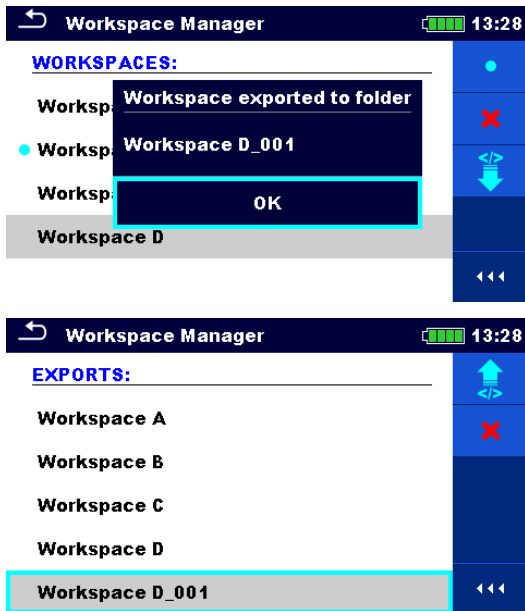 Workspace Manager 13:28
WORKSPACES:
Worksp
Workspace exported to folder
Worksp
Workspace D_001
Worksp
OK
Workspace D
</>
Workspace Manager 13:28
EXPORTS:
</>
Workspace A
Workspace B
Workspace C
Workspace D
Workspace D_001